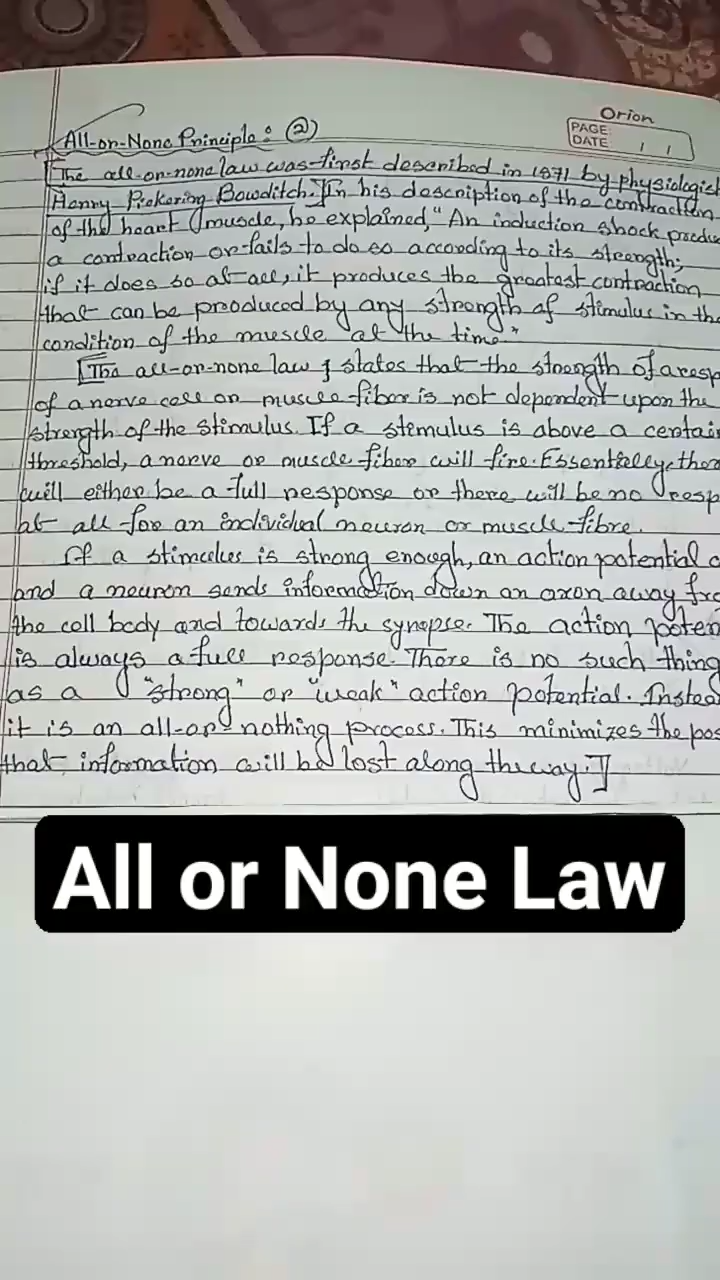 Orion
PAGE:
DATE: / /
All-or-None Principle: (2)
[The all-or-none law was first described in 1871 by physiologist
Henry Pickering Bowditch.] In his description of the contraction
of the heart muscle, he explained, "An induction shock produ
a contraction or fails to do so according to its strength;
if it does so at all, it produces the greatest contraction
that can be produced by any strength of stimulus in the
condition of the muscle at the time"
[The all-or-none law states that the strength of a resp
of a nerve cell or muscle fiber is not dependent upon the
strength of the stimulus. If a stimulus is above a certain
threshold, a nerve or muscle fiber will fire. Essentially, ther
will either be a full response or there will be no resp
at all for an individual neuron or muscle fibre.
If a stimulus is strong enough, an action potential o
and a neuron sends information down an axon away fro
the cell body and towards the synapse. The action poten
is always a full response. There is no such thing
as a "strong" or "weak" action potential. Instea
it is an all-or-nothing process. This minimizes the pos
that information will be lost along the way.]
All or None Law